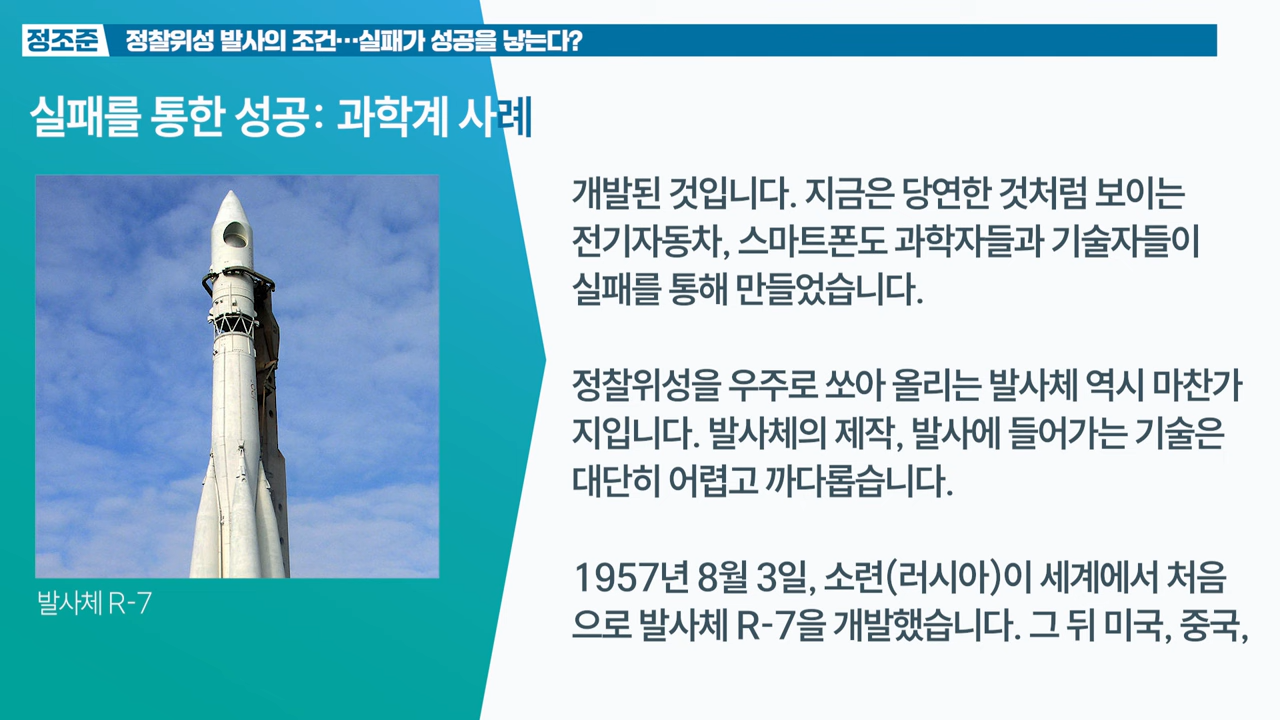 정조준
정찰위성 발사의 조건…실패가 성공을 낳는다?
실패를 통한 성공: 과학계 사례
개발된 것입니다. 지금은 당연한 것처럼 보이는
전기자동차, 스마트폰도 과학자들과 기술자들이
실패를 통해 만들었습니다.
정찰위성을 우주로 쏘아 올리는 발사체 역시 마찬가
지입니다. 발사체의 제작, 발사에 들어가는 기술은
대단히 어렵고 까다롭습니다.
1957년 8월 3일, 소련(러시아)이 세계에서 처음
으로 발사체 R-7을 개발했습니다. 그 뒤 미국, 중국,
발사체 R-7